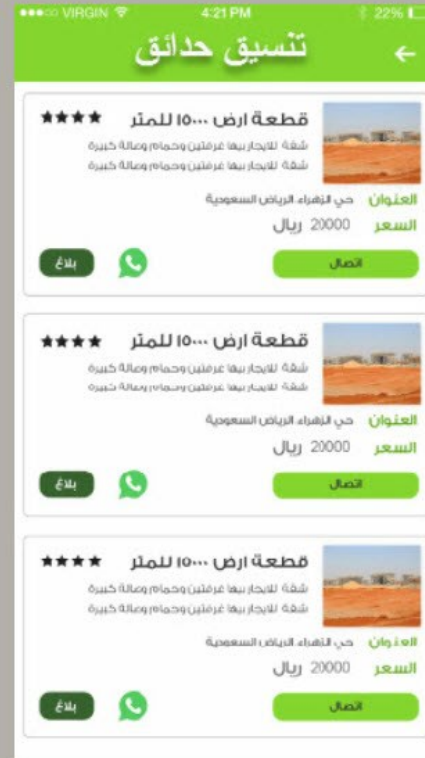 VIRGIN 4:21 PM 22%
تنسيق حدائق
قطعة ارض ١٥٠٠٠ للمتر
شقة للايجار بيها غرفتين وحمام وصالة كبيرة
شقة للايجار بيها غرفتين وحمام وصالة كبيرة
العنوان حي الزهراء الرياض السعودية
السعر 20000 ريال
اتصال بلاغ
قطعة ارض ١٥٠٠٠ للمتر
شقة للايجار بيها غرفتين وحمام وصالة كبيرة
شقة للايجار بيها غرفتين وحمام وصالة كبيرة
العنوان حي الزهراء الرياض السعودية
السعر 20000 ريال
اتصال بلاغ
قطعة ارض ١٥٠٠٠ للمتر
شقة للايجار بيها غرفتين وحمام وصالة كبيرة
شقة للايجار بيها غرفتين وحمام وصالة كبيرة
العنوان حي الزهراء الرياض السعودية
السعر 20000 ريال
اتصال بلاغ